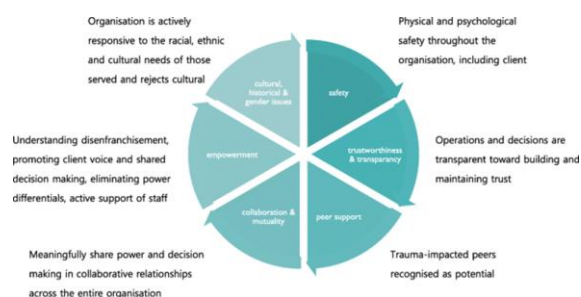 Organisation is actively
responsive to the racial, ethnic
and cultural needs of those
served and rejects cultural
Physical and psychological
safety throughout the
organisation, including client
cultural,
historical &
gender issues
safety
Understanding disenfranchisement,
promoting client voice and shared
decision making, eliminating power
differentials, active support of staff
empowerment
trustworthiness
& transparency
Operations and decisions are
transparent toward building and
maintaining trust
collaboration &
mutuality
peer support
Meaningfully share power and decision
making in collaborative relationships
across the entire organisation
Trauma-impacted peers
recognised as potential